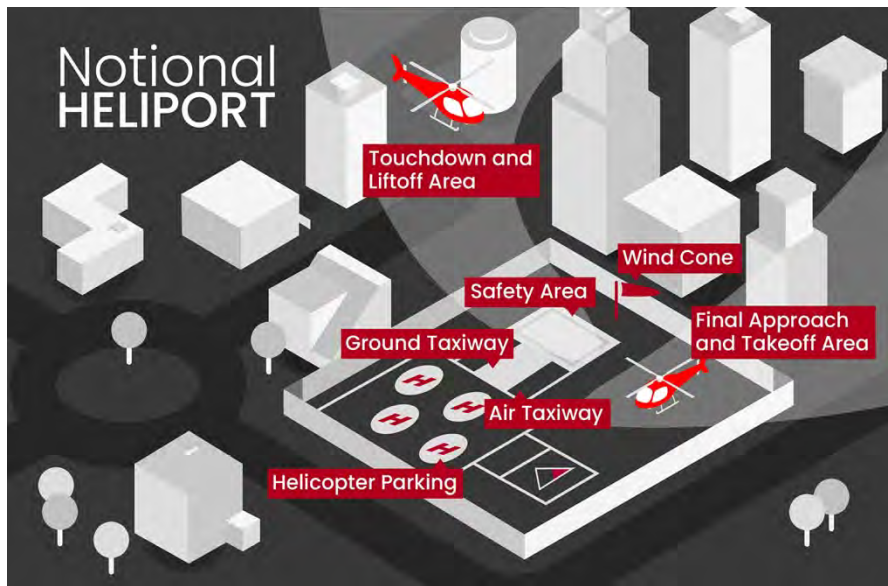 Notional
HELIPORT
Touchdown and
Liftoff Area
Wind Cone
Safety Area
Final Approach
and Takeoff Area
Ground Taxiway
H
H
H
Air Taxiway
H
Helicopter Parking